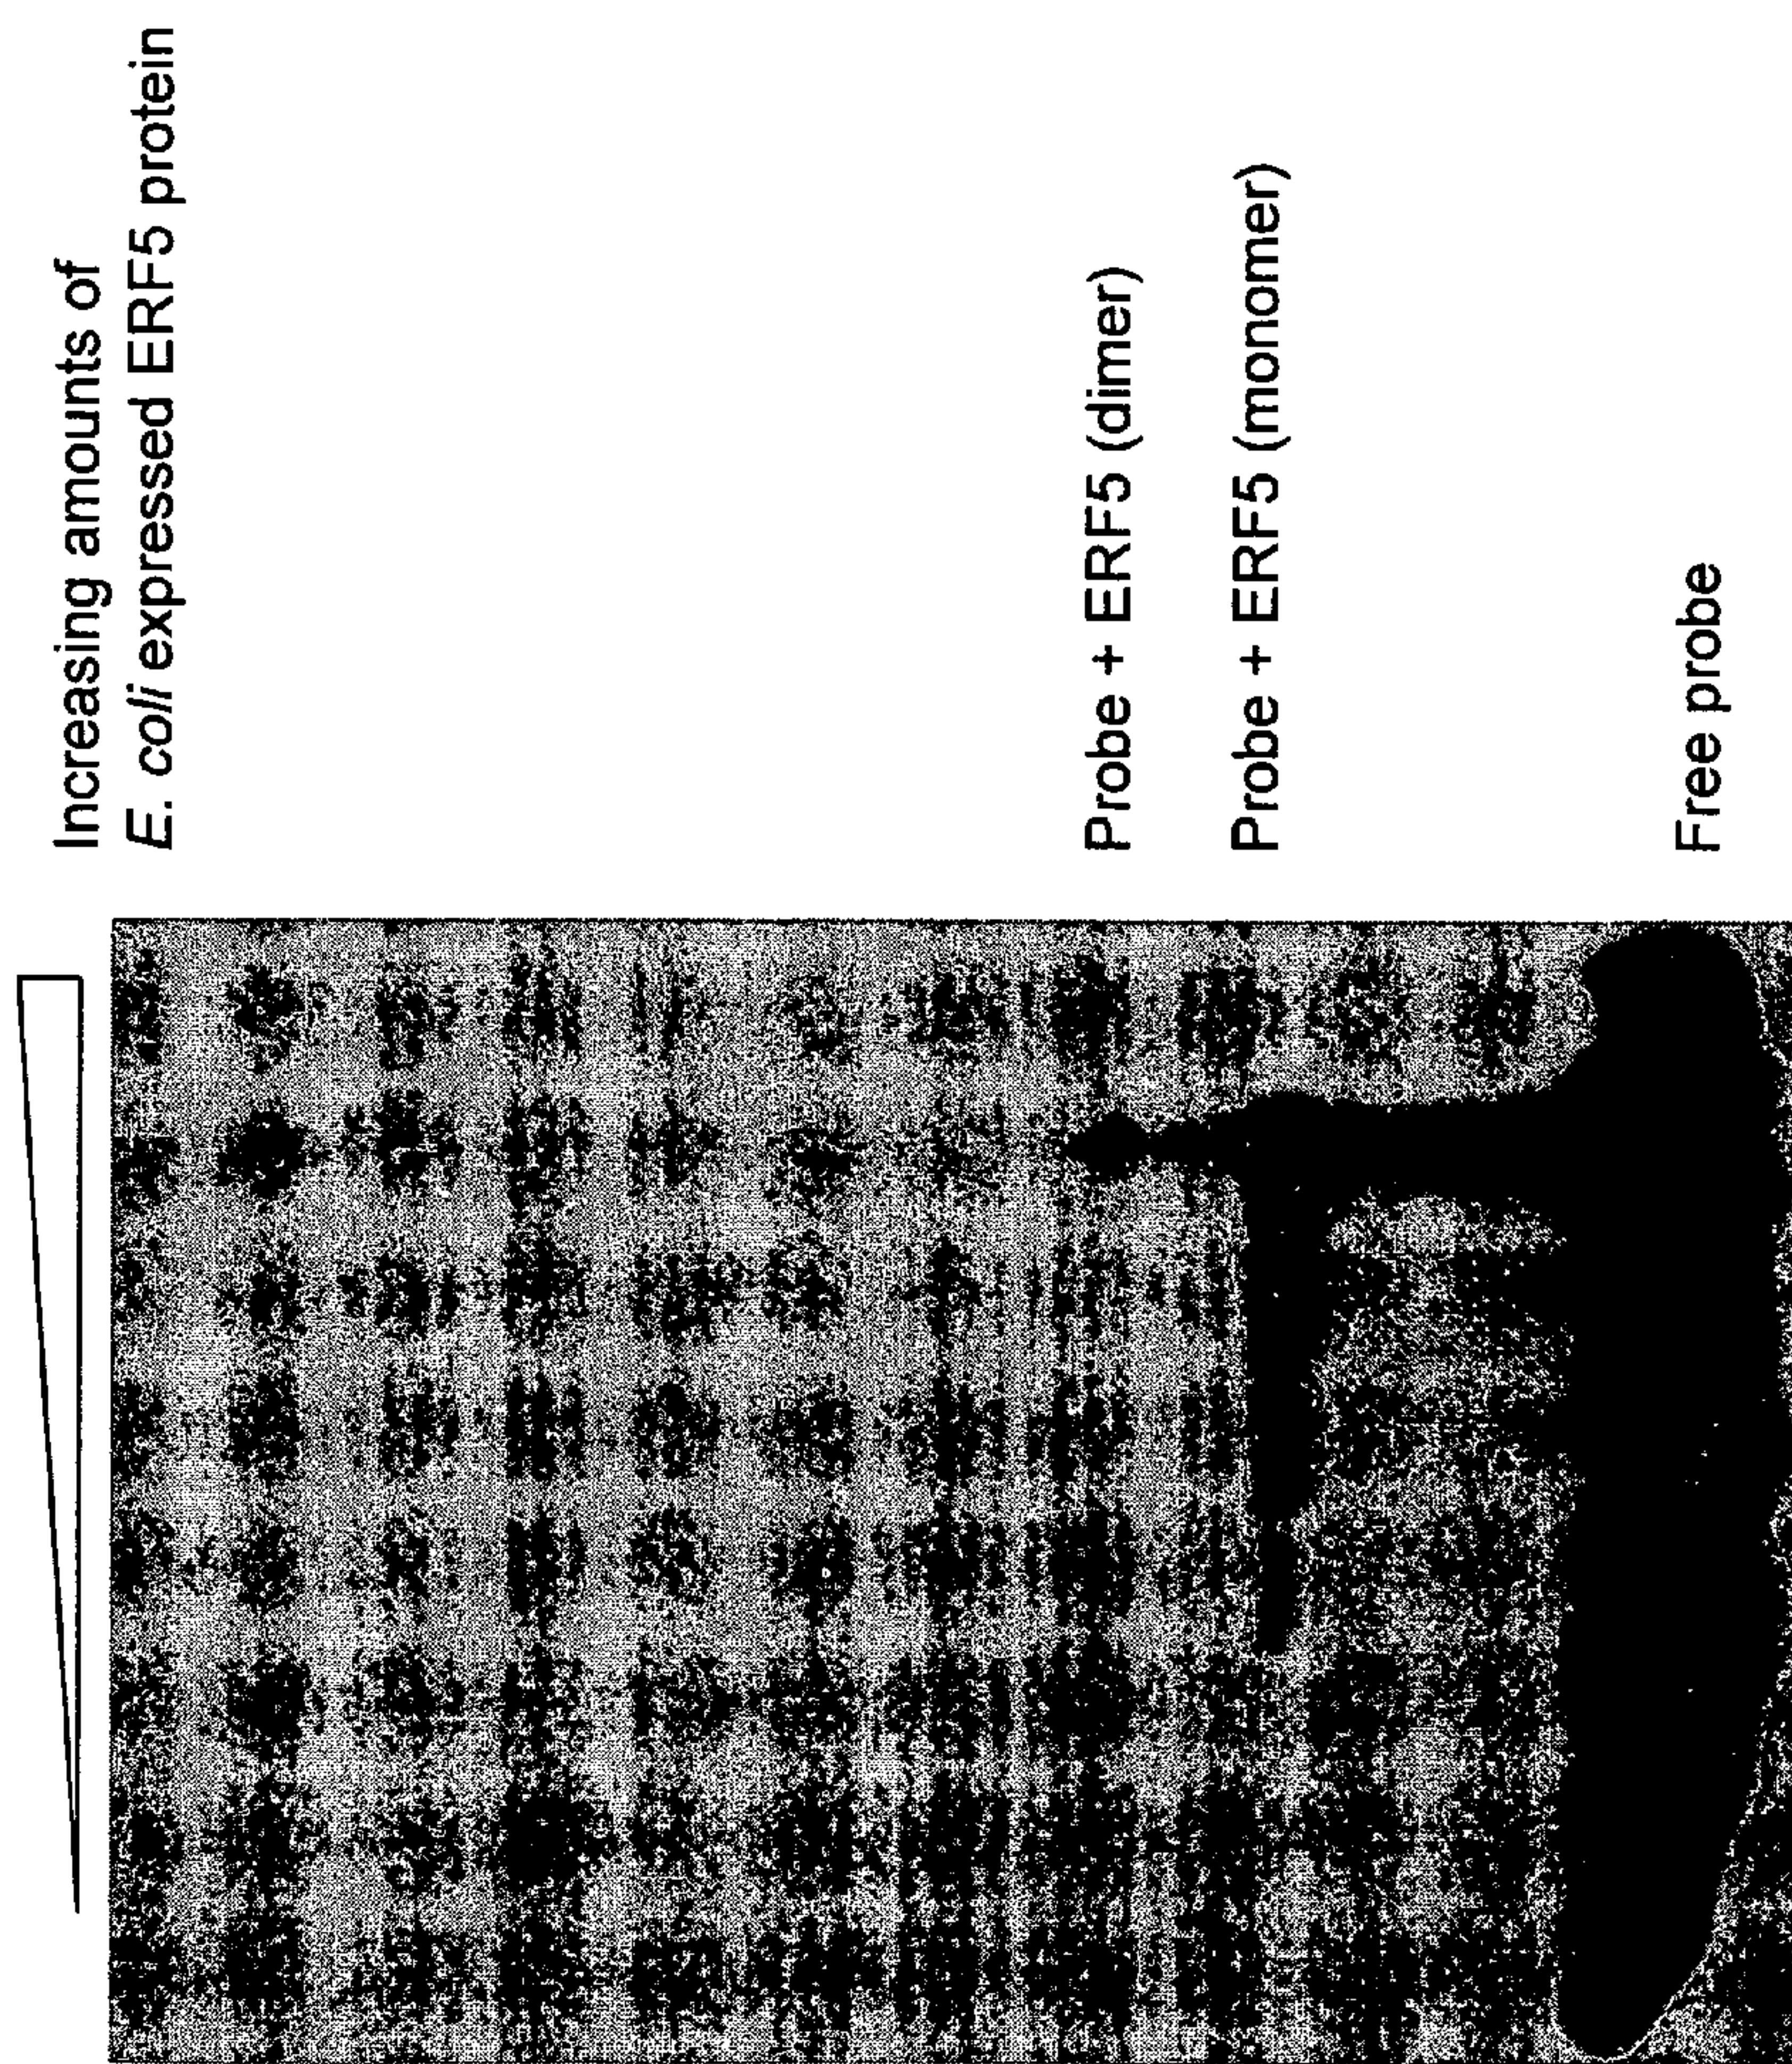 Increasing amounts of
E. coli expressed ERF5 protein
Probe + ERF5 (dimer)
Probe + ERF5 (monomer)
Free probe